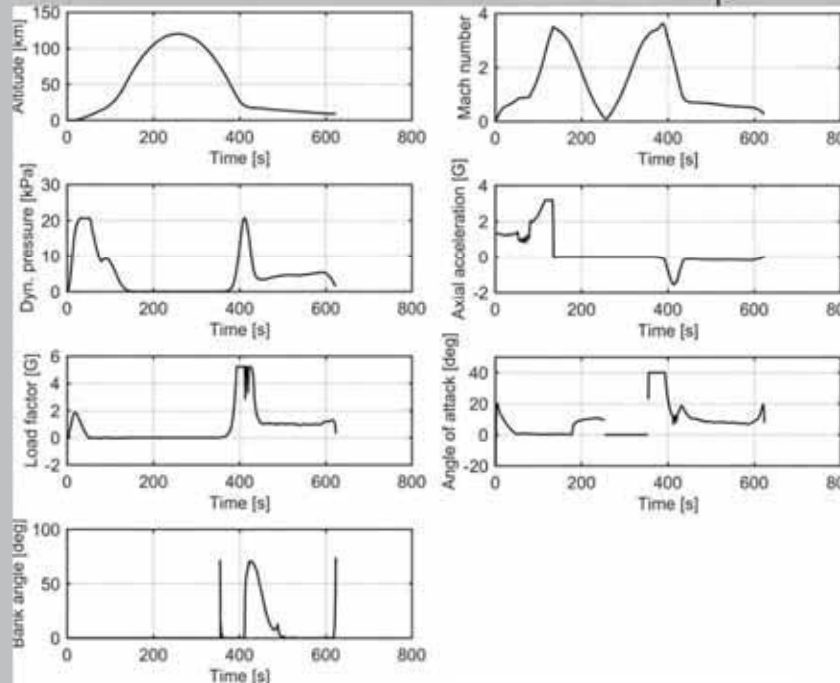 Altitude [km]
150
100
50
0
0 200 400 600 800
Time [s]
Mach number
4
2
0
0 200 400 600 800
Time [s]
Dyn. pressure [kPa]
30
20
10
0
0 200 400 600 800
Time [s]
Axial acceleration [G]
4
2
0
-2
0 200 400 600 80
Time [s]
Load factor [G]
6
4
2
0
-2
0 200 400 600 800
Time [s]
Angle of attack [deg]
40
20
0
-20
0 200 400 600 80
Time [s]
Bank angle [deg]
100
50
0
0 200 400 600 800
Time [s]